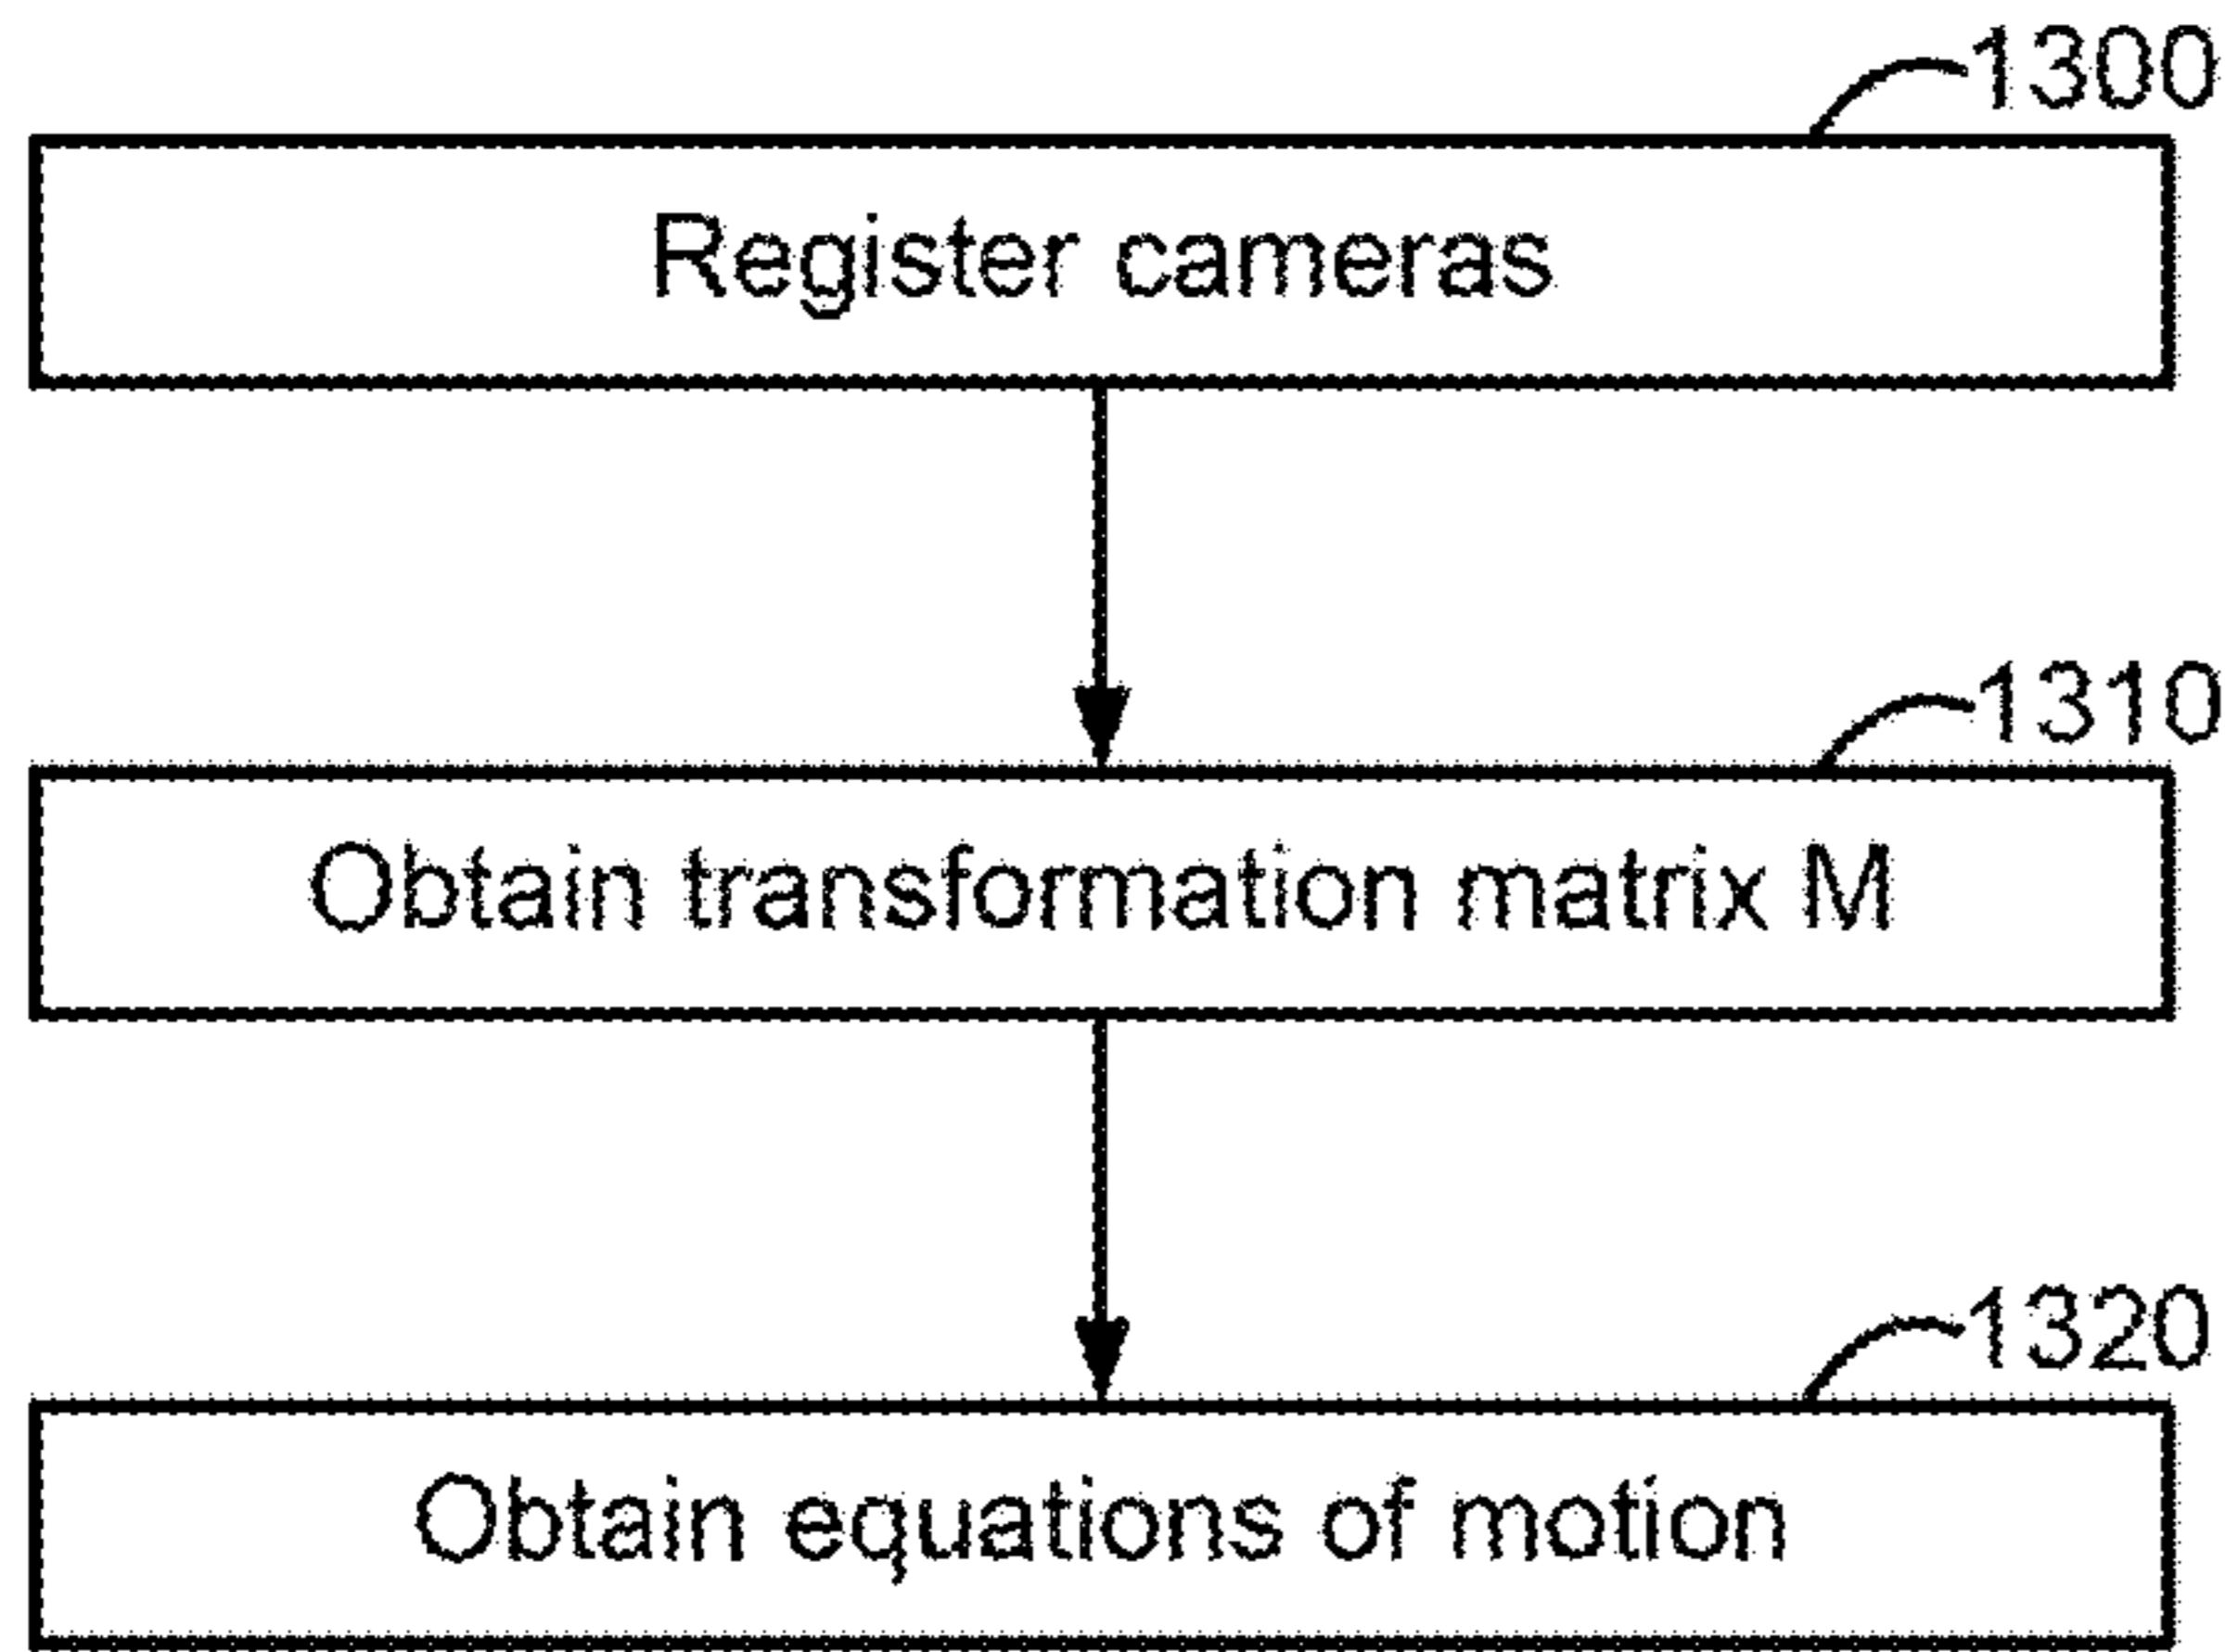 1300
Register cameras
1310
Obtain transformation matrix M
1320
Obtain equations of motion